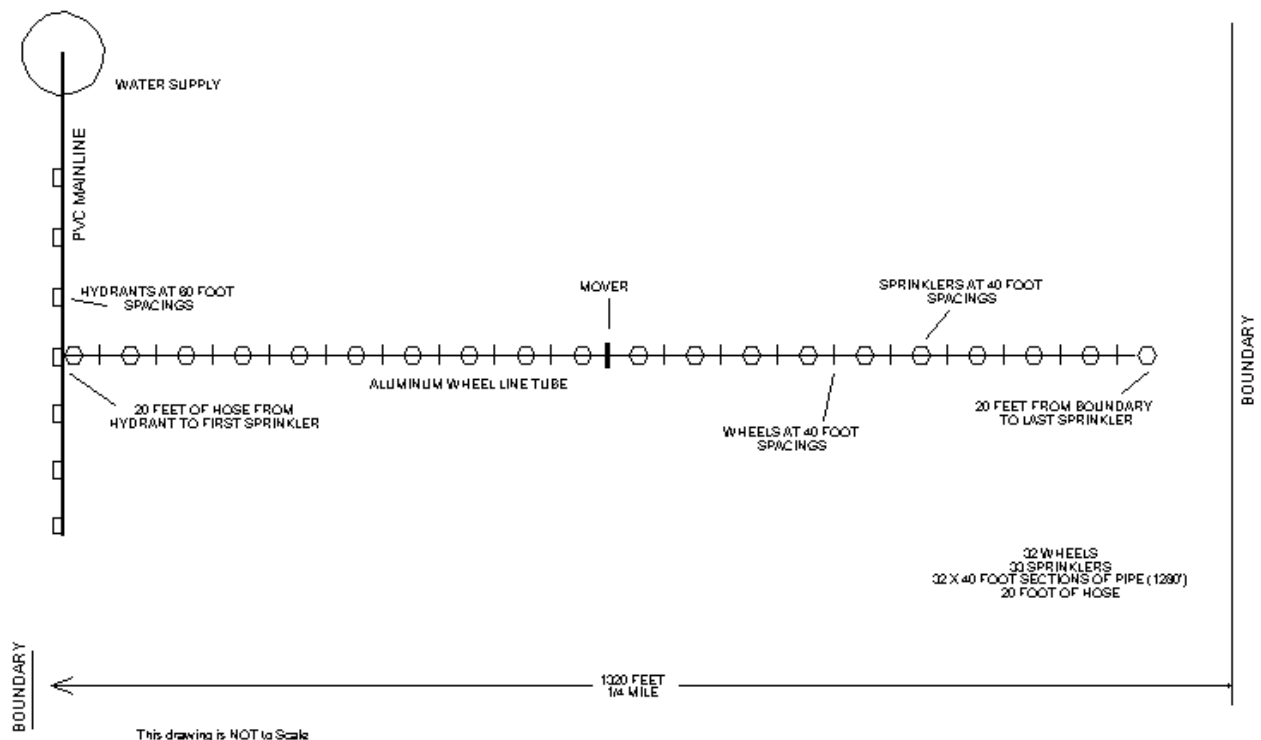 WATER SUPPLY
PVC MAINLINE
HYDRANTS AT 60 FOOT
SPACINGS
MOVER
SPRINKLERS AT 40 FOOT
SPACINGS
BOUNDARY
ALUMINUM WHEEL LINE TUBE
20 FEET OF HOSE FROM
HYDRANT TO FIRST SPRINKLER
WHEELS AT 40 FOOT
SPACINGS
20 FEET FROM BOUNDARY
TO LAST SPRINKLER
32 WHEELS
33 SPRINKLERS
32 X 40 FOOT SECTIONS OF PIPE (1280')
20 FOOT OF HOSE
BOUNDARY
1320 FEET
1/4 MILE
This drawing is NOT to Scale